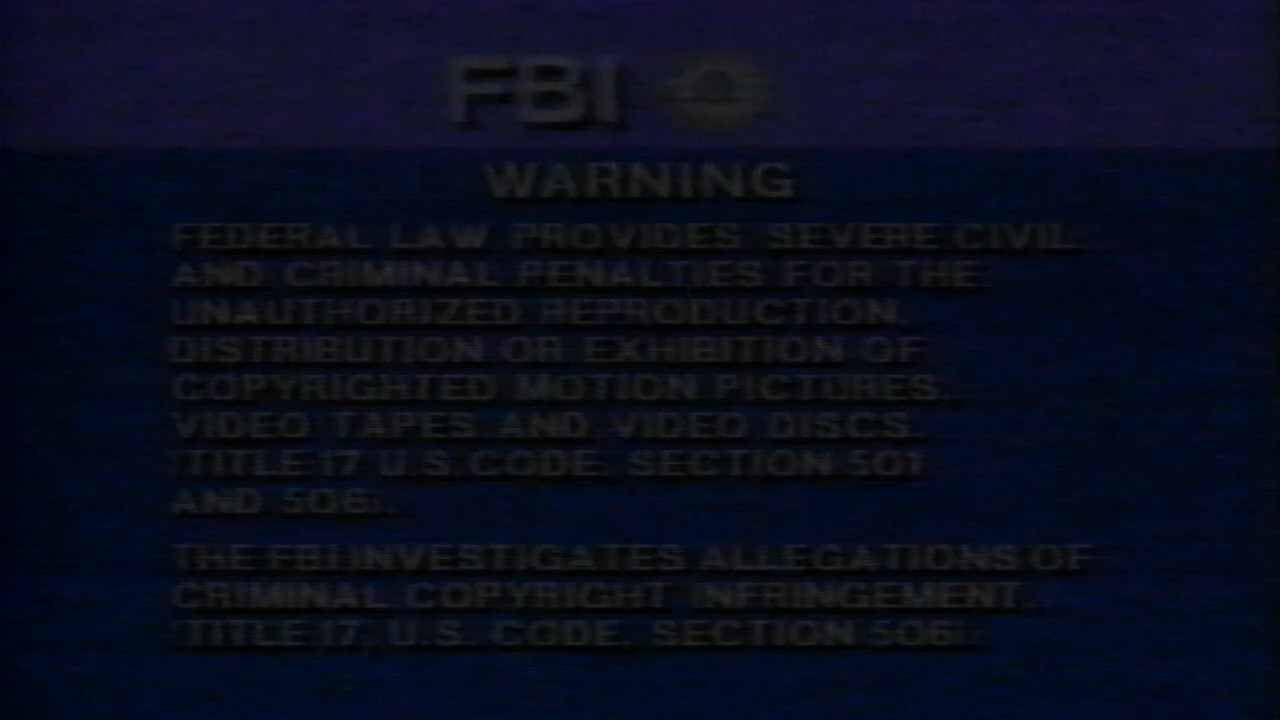 FBI
WARNING
FEDERAL LAW PROVIDES SEVERE CIVIL
AND CRIMINAL PENALTIES FOR THE
UNAUTHORIZED REPRODUCTION,
DISTRIBUTION OR EXHIBITION OF
COPYRIGHTED MOTION PICTURES,
VIDEO TAPES AND VIDEO DISCS.
(TITLE 17 U.S. CODE, SECTION 501
AND 506).
THE FBI INVESTIGATES ALLEGATIONS OF
CRIMINAL COPYRIGHT INFRINGEMENT.
(TITLE 17, U.S. CODE, SECTION 506).